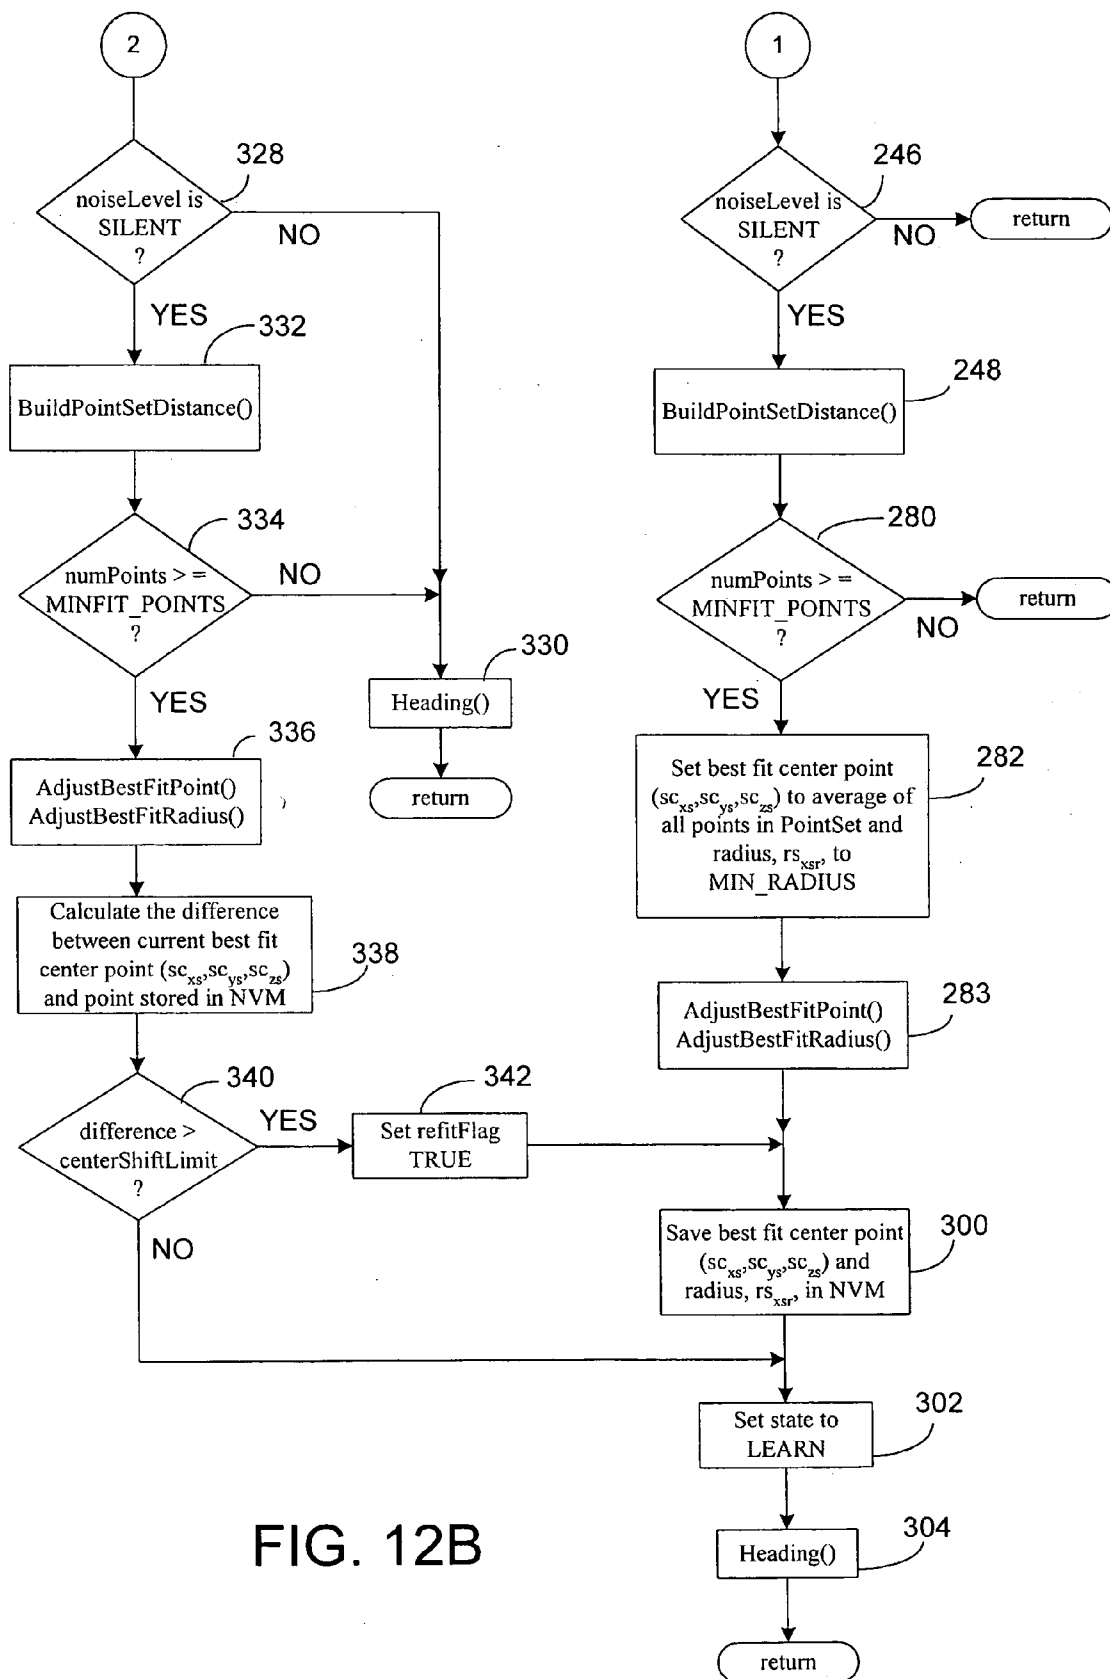 2
328
noiseLevel is
SILENT
?
NO
YES
332
BuildPointSetDistance()
334
numPoints > =
MINFIT_POINTS
?
NO
YES
330
Heading()
return
336
AdjustBestFitPoint()
AdjustBestFitRadius()
Calculate the difference
between current best fit
center point (sc_xs,sc_ys,sc_zs)
and point stored in NVM
338
340
difference >
centerShiftLimit
?
YES
NO
342
Set refitFlag
TRUE
1
246
noiseLevel is
SILENT
?
NO
return
YES
248
BuildPointSetDistance()
280
numPoints > =
MINFIT_POINTS
?
NO
return
YES
282
Set best fit center point
(sc_xs,sc_ys,sc_zs) to average of
all points in PointSet and
radius, rs_xsr, to
MIN_RADIUS
283
AdjustBestFitPoint()
AdjustBestFitRadius()
300
Save best fit center point
(sc_xs,sc_ys,sc_zs) and
radius, rs_xsr, in NVM
302
Set state to
LEARN
304
Heading()
return
FIG. 12B